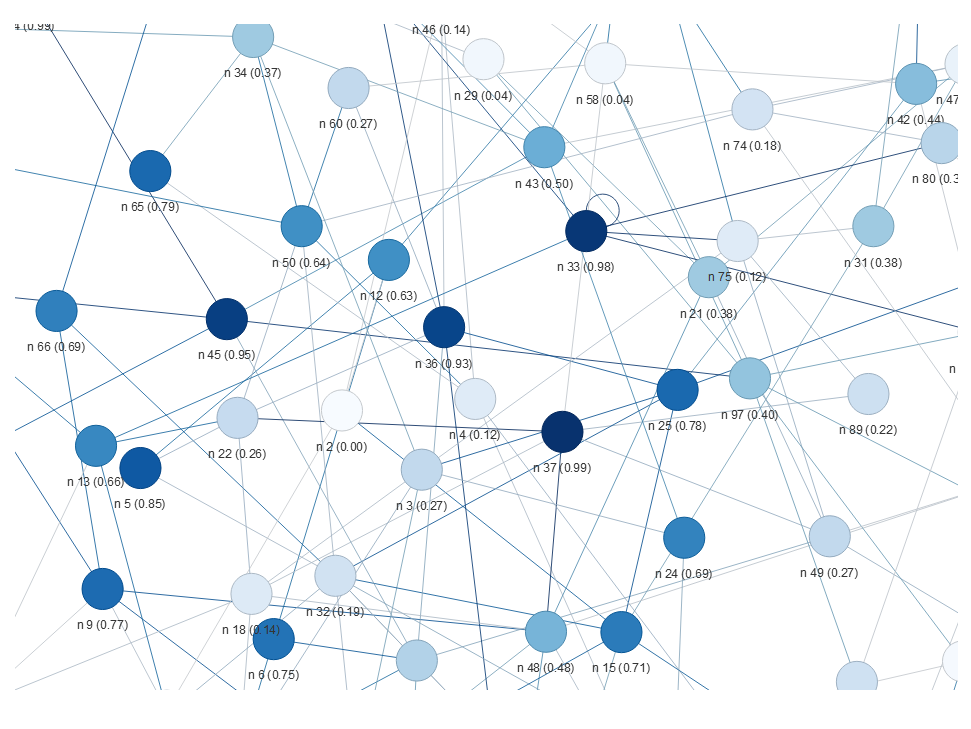 n 46 (0.14)
n 34 (0.37)
n 29 (0.04)
n 58 (0.04)
n 60 (0.27)
n 42 (0.44)
n 47
n 74 (0.18)
n 43 (0.50)
n 80 (0.3
n 65 (0.79)
n 50 (0.64)
n 33 (0.98)
n 31 (0.38)
n 75 (0.12)
n 12 (0.63)
n 21 (0.38)
n 66 (0.69)
n 45 (0.95)
n 36 (0.93)
n
n 97 (0.40)
n 25 (0.78)
n 89 (0.22)
n 4 (0.12)
n 2 (0.00)
n 22 (0.26)
n 37 (0.99)
n 13 (0.66)
n 5 (0.85)
n 3 (0.27)
n 24 (0.69)
n 49 (0.27)
n 32 (0.19)
n 9 (0.77)
n 18 (0.14)
n 48 (0.48)
n 15 (0.71)
n 6 (0.75)